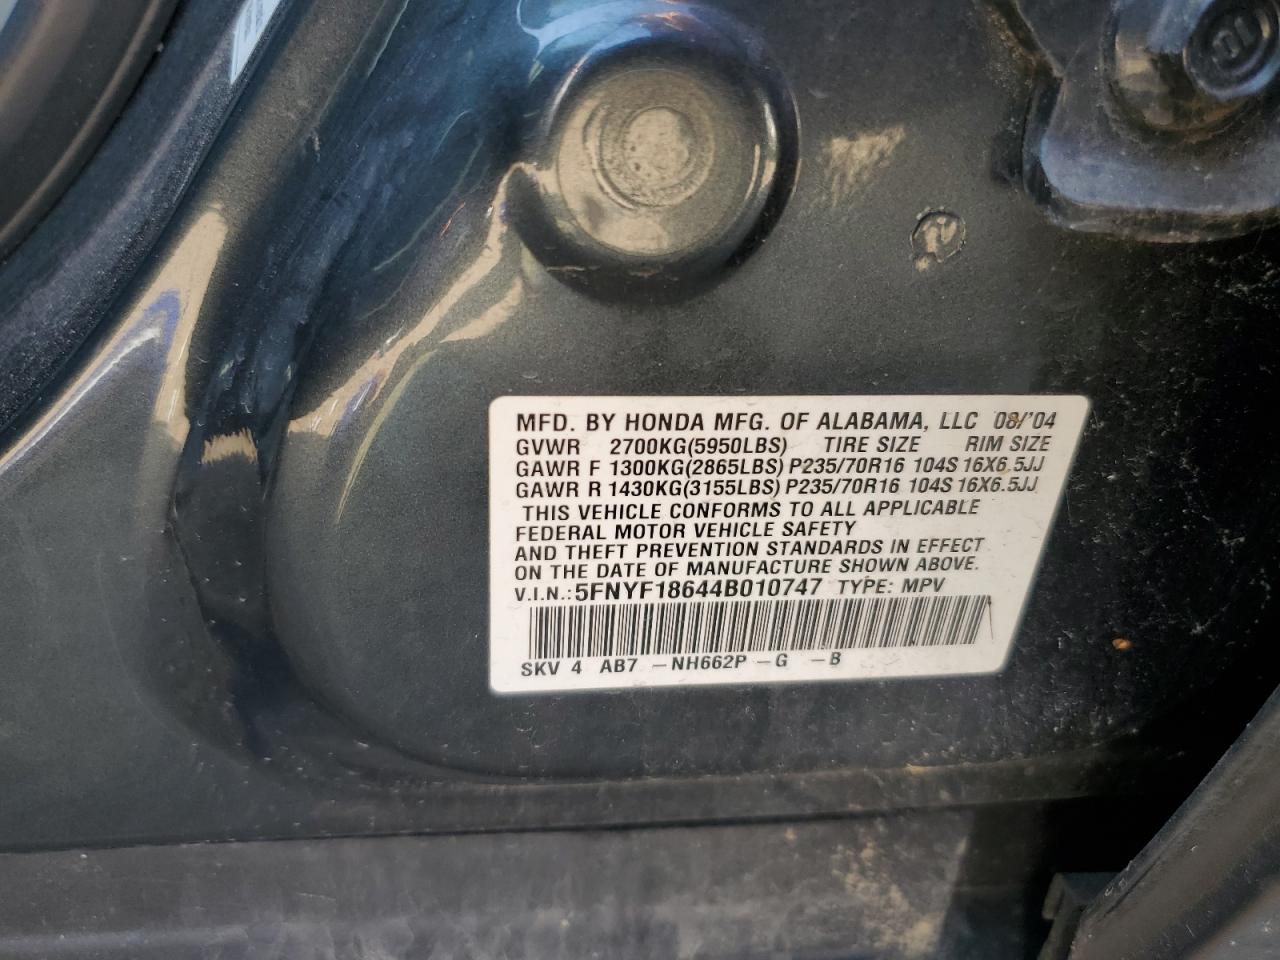 MFD. BY HONDA MFG. OF ALABAMA, LLC 08/'04
GVWR 2700KG(5950LBS) TIRE SIZE RIM SIZE
GAWR F 1300KG(2865LBS) P235/70R16 104S 16X6.5JJ
GAWR R 1430KG(3155LBS) P235/70R16 104S 16X6.5JJ
THIS VEHICLE CONFORMS TO ALL APPLICABLE
FEDERAL MOTOR VEHICLE SAFETY
AND THEFT PREVENTION STANDARDS IN EFFECT
ON THE DATE OF MANUFACTURE SHOWN ABOVE.
V.I.N.:5FNYF18644B010747 TYPE: MPV
SKV 4 AB7 -NH662P -G -B